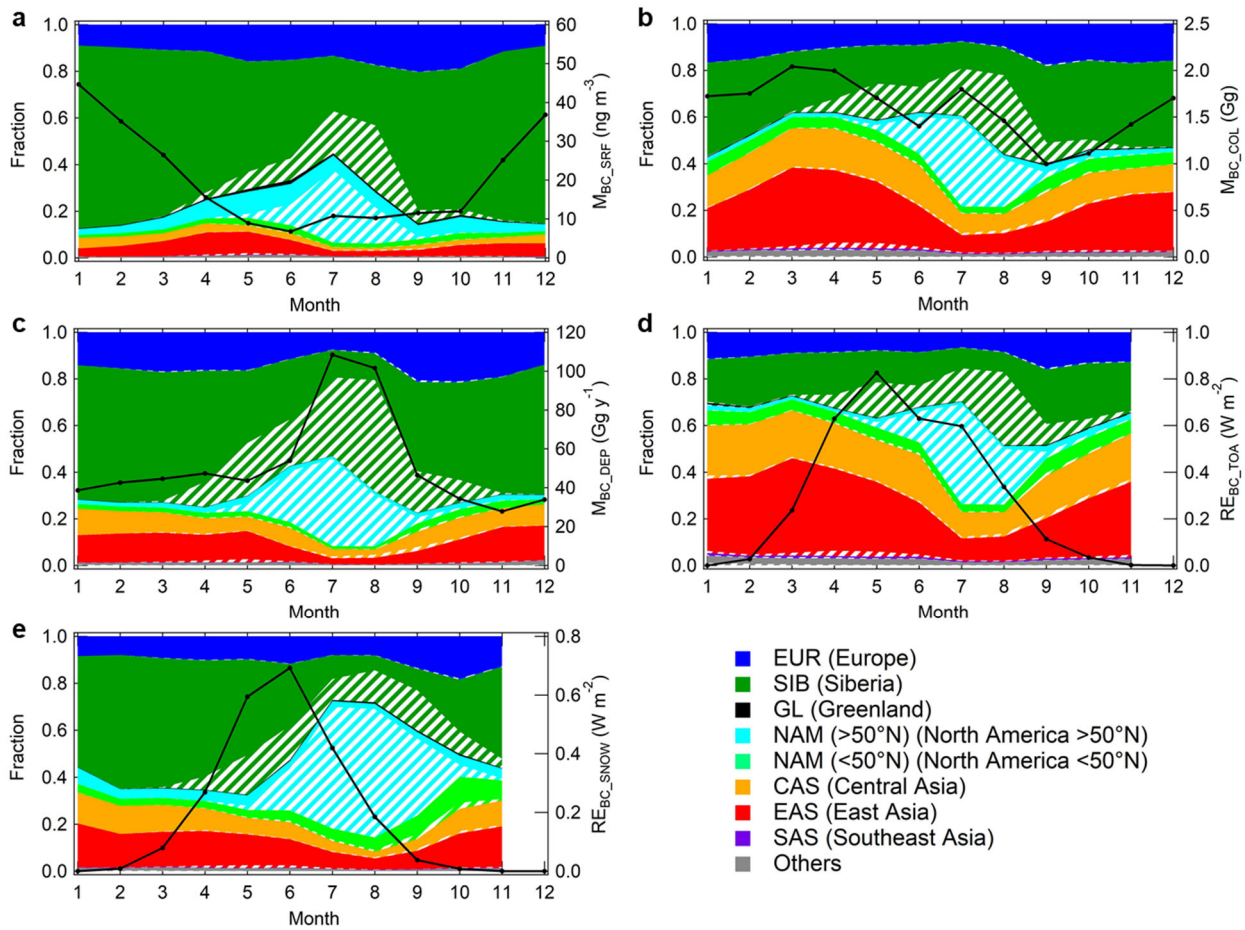 a
1.0
0.8
0.6
0.4
0.2
0.0
Fraction
60
50
40
30
20
10
0
M_BC_SRF (ng m⁻³)
1 2 3 4 5 6 7 8 9 10 11 12
Month
b
1.0
0.8
0.6
0.4
0.2
0.0
Fraction
2.5
2.0
1.5
1.0
0.5
0.0
M_BC_COL (Gg)
1 2 3 4 5 6 7 8 9 10 11 12
Month
c
1.0
0.8
0.6
0.4
0.2
0.0
Fraction
120
100
80
60
40
20
0
M_BC_DEP (Gg y⁻¹)
1 2 3 4 5 6 7 8 9 10 11 12
Month
d
1.0
0.8
0.6
0.4
0.2
0.0
Fraction
1.0
0.8
0.6
0.4
0.2
0.0
RE_BC_TOA (W m⁻²)
1 2 3 4 5 6 7 8 9 10 11 12
Month
e
1.0
0.8
0.6
0.4
0.2
0.0
Fraction
0.8
0.6
0.4
0.2
0.0
RE_BC_SNOW (W m⁻²)
1 2 3 4 5 6 7 8 9 10 11 12
Month
EUR (Europe)
SIB (Siberia)
GL (Greenland)
NAM (>50°N) (North America >50°N)
NAM (<50°N) (North America <50°N)
CAS (Central Asia)
EAS (East Asia)
SAS (Southeast Asia)
Others